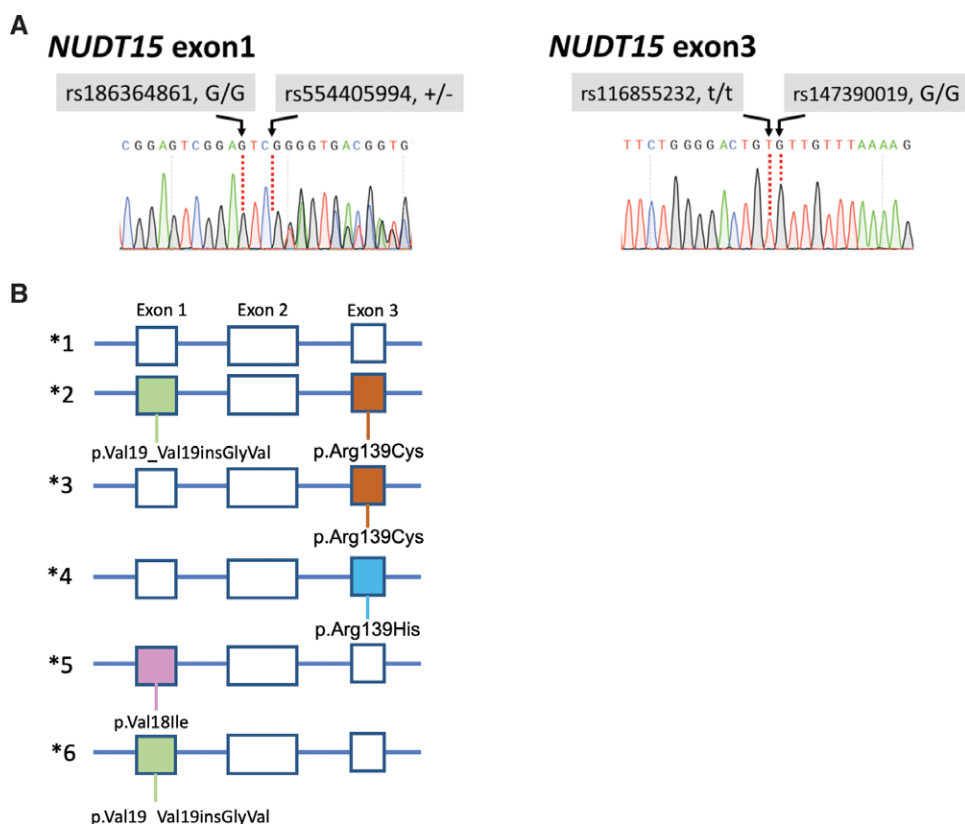 A
NUDT15 exon1
NUDT15 exon3
rs186364861, G/G
rs554405994, +/-
rs116855232, t/t
rs147390019, G/G
CGGAGTCGGAGTCGGGGTGACGGTG
TTCTGGGGACTGTGTTGTTTAAAAG
B
Exon 1 Exon 2 Exon 3
*1
*2
p.Val19_Val19insGlyVal
p.Arg139Cys
*3
p.Arg139Cys
*4
p.Arg139His
*5
p.Val18Ile
*6
p.Val19_Val19insGlyVal